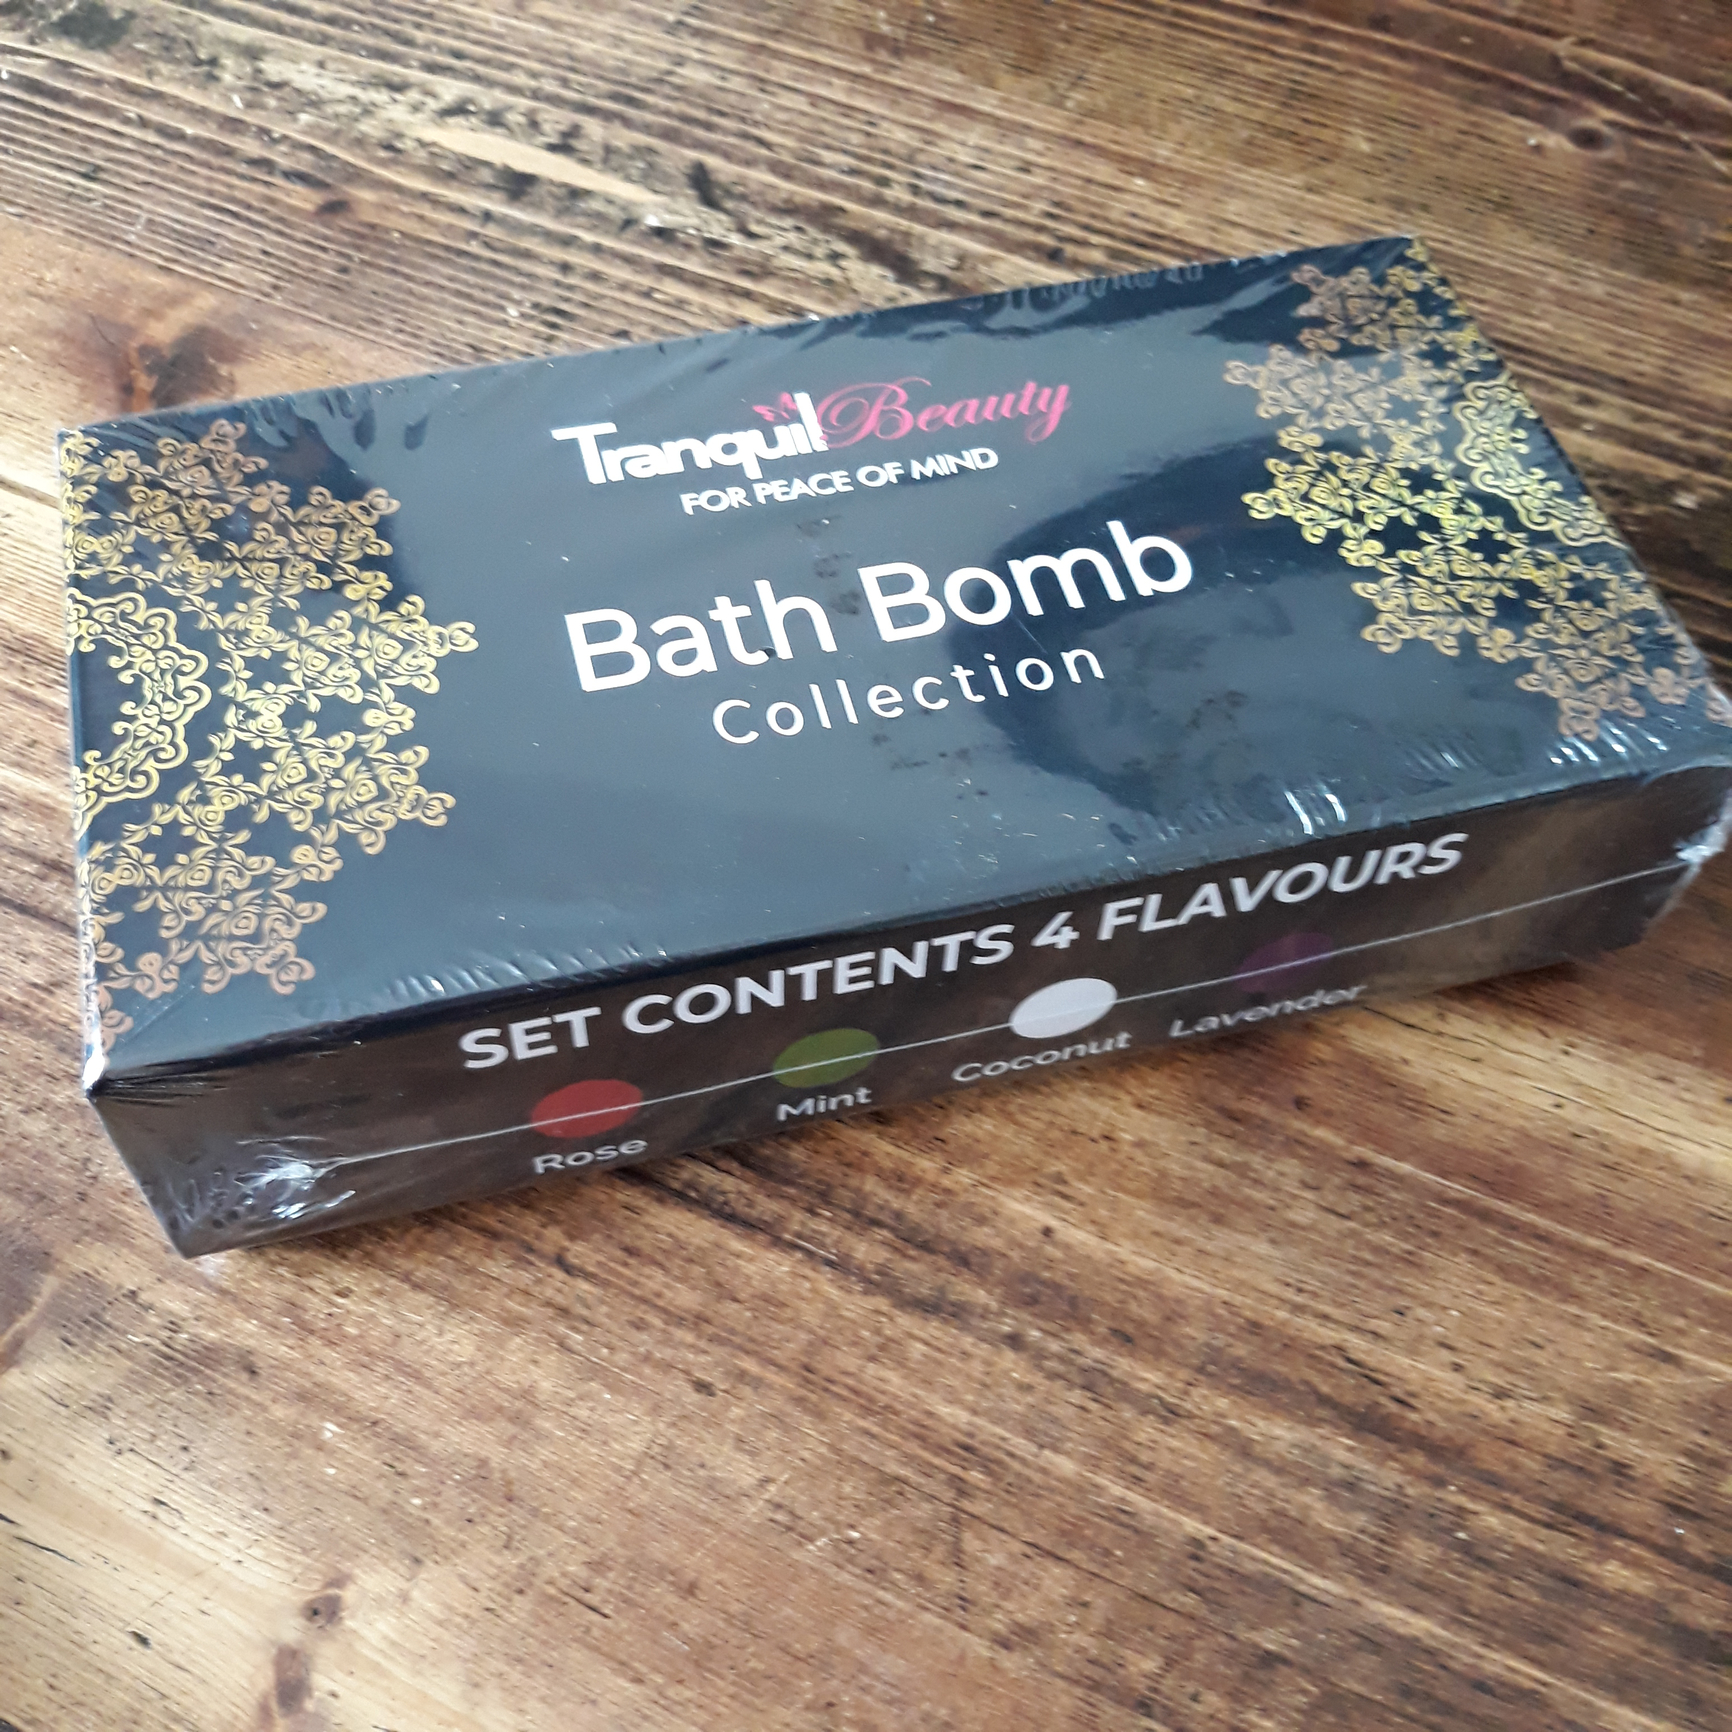 Tranquil Beauty
FOR PEACE OF MIND
Bath Bomb
Collection
SET CONTENTS 4 FLAVOURS
Rose Mint Coconut Lavender